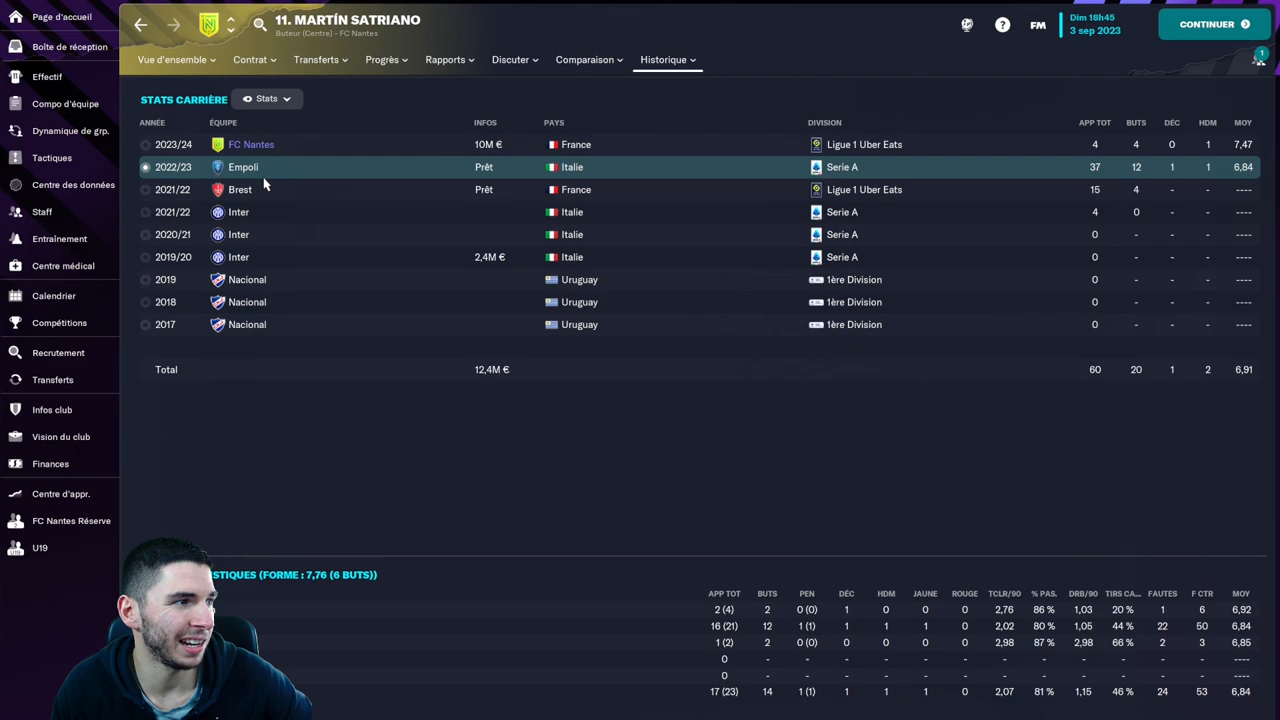 Page d'accueil
Boîte de réception
Effectif
Compo d'équipe
Dynamique de grp.
Tactiques
Centre des données
Staff
Entraînement
Centre médical
Calendrier
Compétitions
Recrutement
Transferts
Infos club
Vision du club
Finances
Centre d'appr.
FC Nantes Réserve
U19
11. MARTÍN SATRIANO
Buteur (Centre) - FC Nantes
FM
Dim 18h45
3 sep 2023
CONTINUER
1
Vue d'ensemble Contrat Transferts Progrès Rapports Discuter Comparaison Historique
STATS CARRIÈRE Stats
ANNÉE ÉQUIPE INFOS PAYS DIVISION APP TOT BUTS DÉC HDM MOY
2023/24 FC Nantes 10M € France Ligue 1 Uber Eats 4 4 0 1 7,47
2022/23 Empoli Prêt Italie Serie A 37 12 1 1 6,84
2021/22 Brest Prêt France Ligue 1 Uber Eats 15 4 - - ----
2021/22 Inter Italie Serie A 4 0 - - ----
2020/21 Inter Italie Serie A 0 - - - ----
2019/20 Inter 2,4M € Italie Serie A 0 - - - ----
2019 Nacional Uruguay 1ère Division 0 - - - ----
2018 Nacional Uruguay 1ère Division 0 - - - ----
2017 Nacional Uruguay 1ère Division 0 - - - ----
Total 12,4M € 60 20 1 2 6,91
ISTIQUES (FORME : 7,76 (6 BUTS))
APP TOT BUTS PEN DÉC HDM JAUNE ROUGE TCLR/90 % PAS. DRB/90 TIRS CA... FAUTES F CTR MOY
2 (4) 2 0 (0) 1 0 0 0 2,76 86 % 1,03 20 % 1 6 6,92
16 (21) 12 1 (1) 1 1 1 0 2,02 80 % 1,05 44 % 22 50 6,84
1 (2) 2 0 (0) 0 0 0 0 2,98 87 % 2,98 66 % 2 3 6,85
0 - - - - - - - - - - - - ----
0 - - - - - - - - - - - - ----
17 (23) 14 1 (1) 1 1 1 0 2,07 81 % 1,15 46 % 24 53 6,84